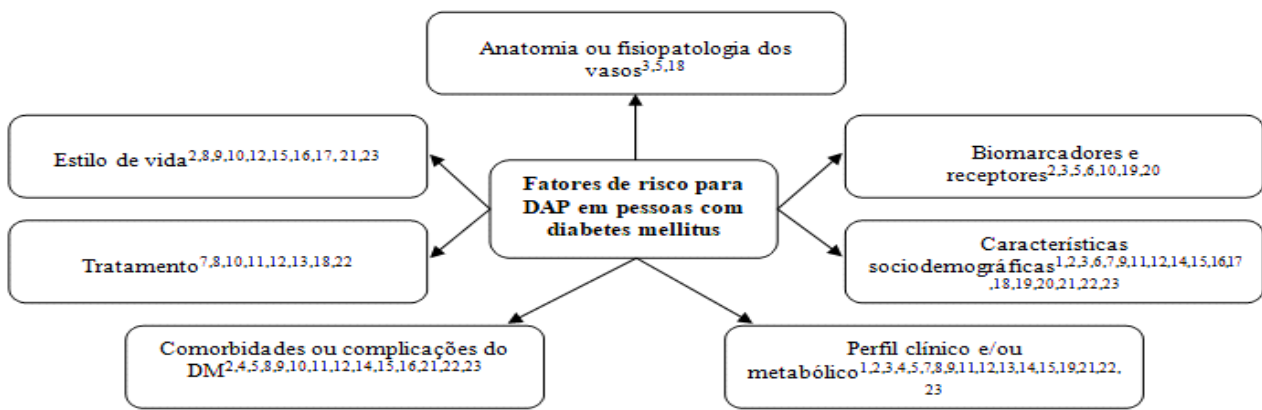 Anatomia ou fisiopatologia dos
vasos3,5,18
Estilo de vida2,8,9,10,12,15,16,17, 21,23
Biomarcadores e
receptores2,3,5,6,10,19,20
Fatores de risco para
DAP em pessoas com
diabetes mellitus
Tratamento7,8,10,11,12,13,18,22
Características
sociodemográficas1,2,3,6,7,9,11,12,14,15,16,17
,18,19,20,21,22,23
Comorbidades ou complicações do
DM2,4,5,8,9,10,11,12,14,15,16,21,22,23
Perfil clínico e/ou
metabólico1,2,3,4,5,7,8,9,11,12,13,14,15,19,21,22,
23